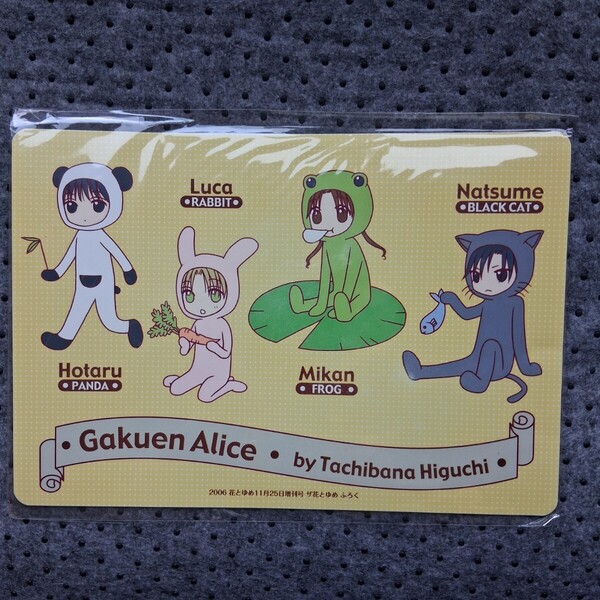 Luca
• RABBIT •
Natsume
• BLACK CAT •
Hotaru
• PANDA •
Mikan
• FROG •
• Gakuen Alice • by Tachibana Higuchi •
2006 花とゆめ11月25日増刊号 ザ花とゆめ ふろく